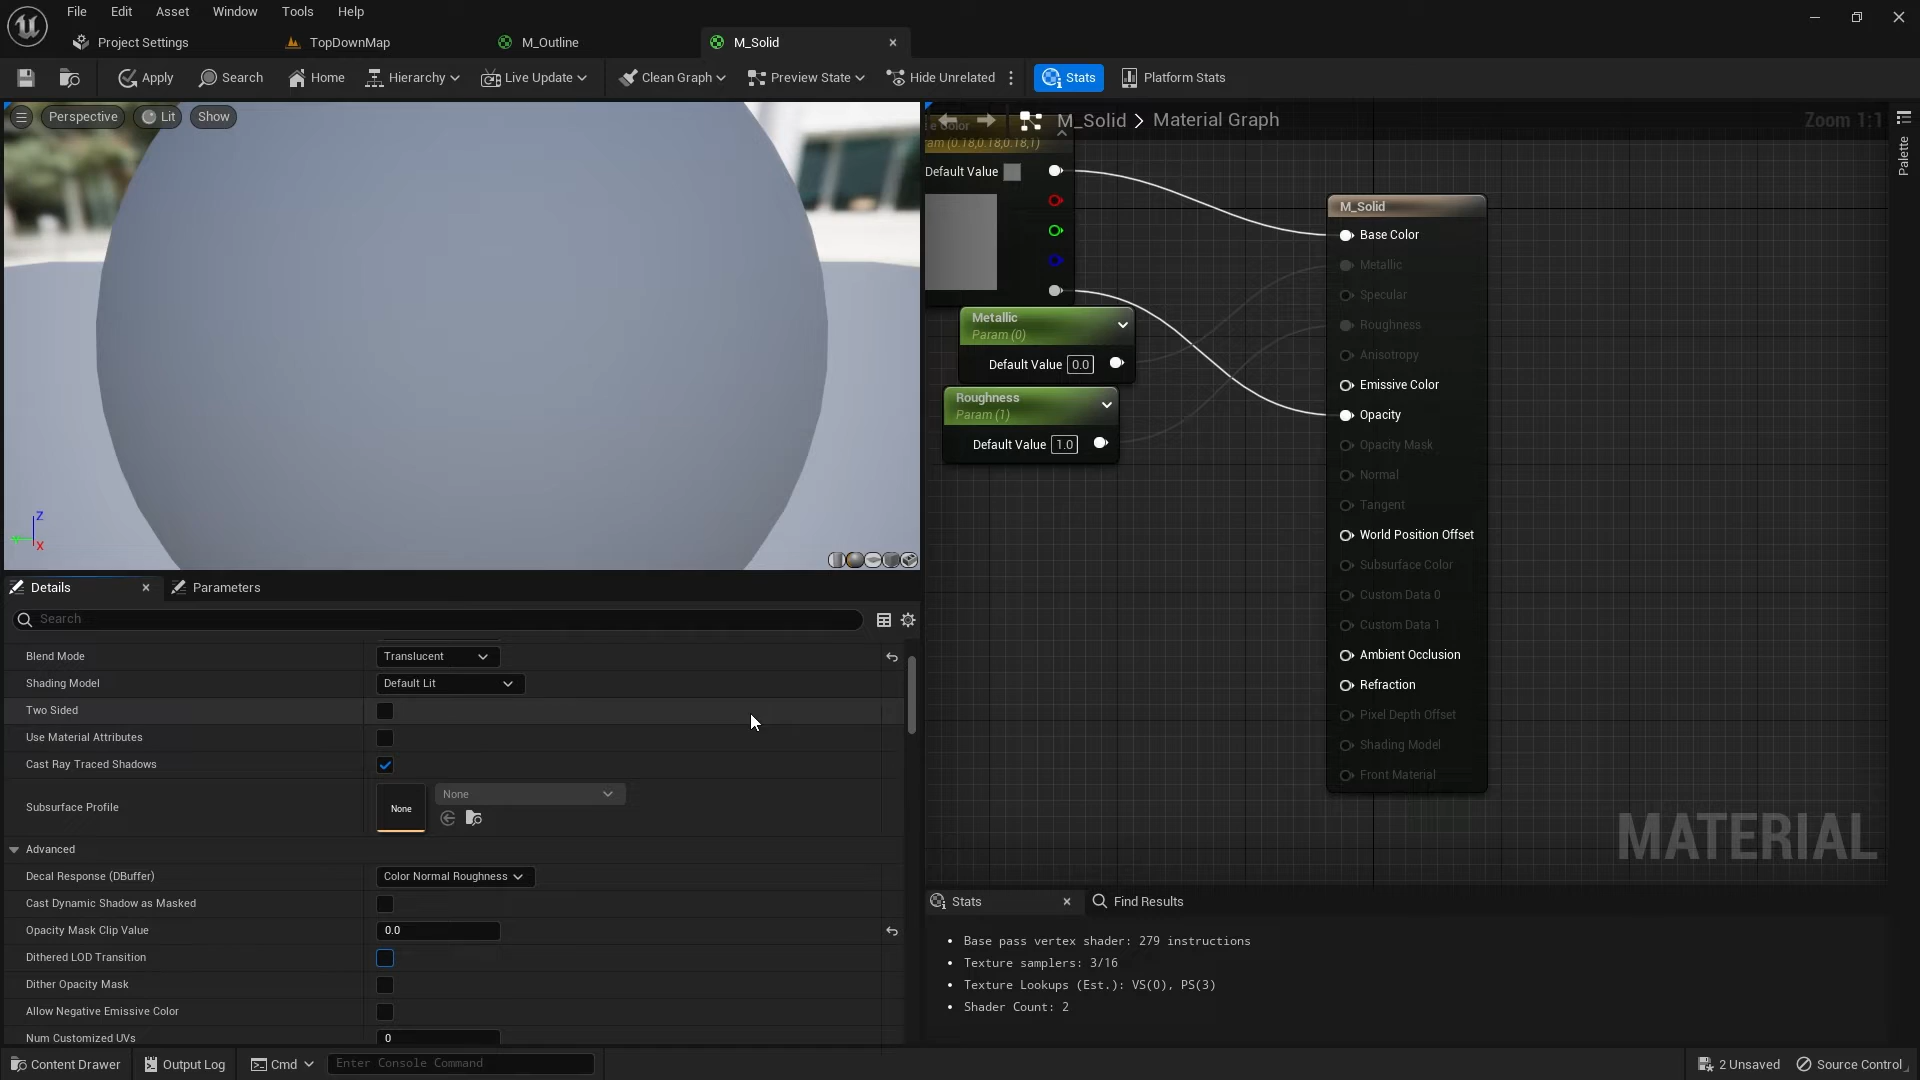 File Edit Asset Window Tools Help
Project Settings TopDownMap M_Outline M_Solid
Apply Search Home Hierarchy Live Update Clean Graph Preview State Hide Unrelated Stats Platform Stats
Perspective Lit Show
M_Solid > Material Graph Zoom 1:1
Palette
Color
ram (0.18,0.18,0.18,1)
Default Value
Metallic
Param (0)
Default Value 0.0
Roughness
Param (1)
Default Value 1.0
M_Solid
Base Color
Metallic
Specular
Roughness
Anisotropy
Emissive Color
Opacity
Opacity Mask
Normal
Tangent
World Position Offset
Subsurface Color
Custom Data 0
Custom Data 1
Ambient Occlusion
Refraction
Pixel Depth Offset
Shading Model
Front Material
MATERIAL
Z
X
Details Parameters
Search
Blend Mode Translucent
Shading Model Default Lit
Two Sided
Use Material Attributes
Cast Ray Traced Shadows
Subsurface Profile None None
Advanced
Decal Response (DBuffer) Color Normal Roughness
Cast Dynamic Shadow as Masked
Opacity Mask Clip Value 0.0
Dithered LOD Transition
Dither Opacity Mask
Allow Negative Emissive Color
Num Customized UVs 0
Stats Find Results
• Base pass vertex shader: 279 instructions
• Texture samplers: 3/16
• Texture Lookups (Est.): VS(0), PS(3)
• Shader Count: 2
Content Drawer Output Log Cmd Enter Console Command 2 Unsaved Source Control